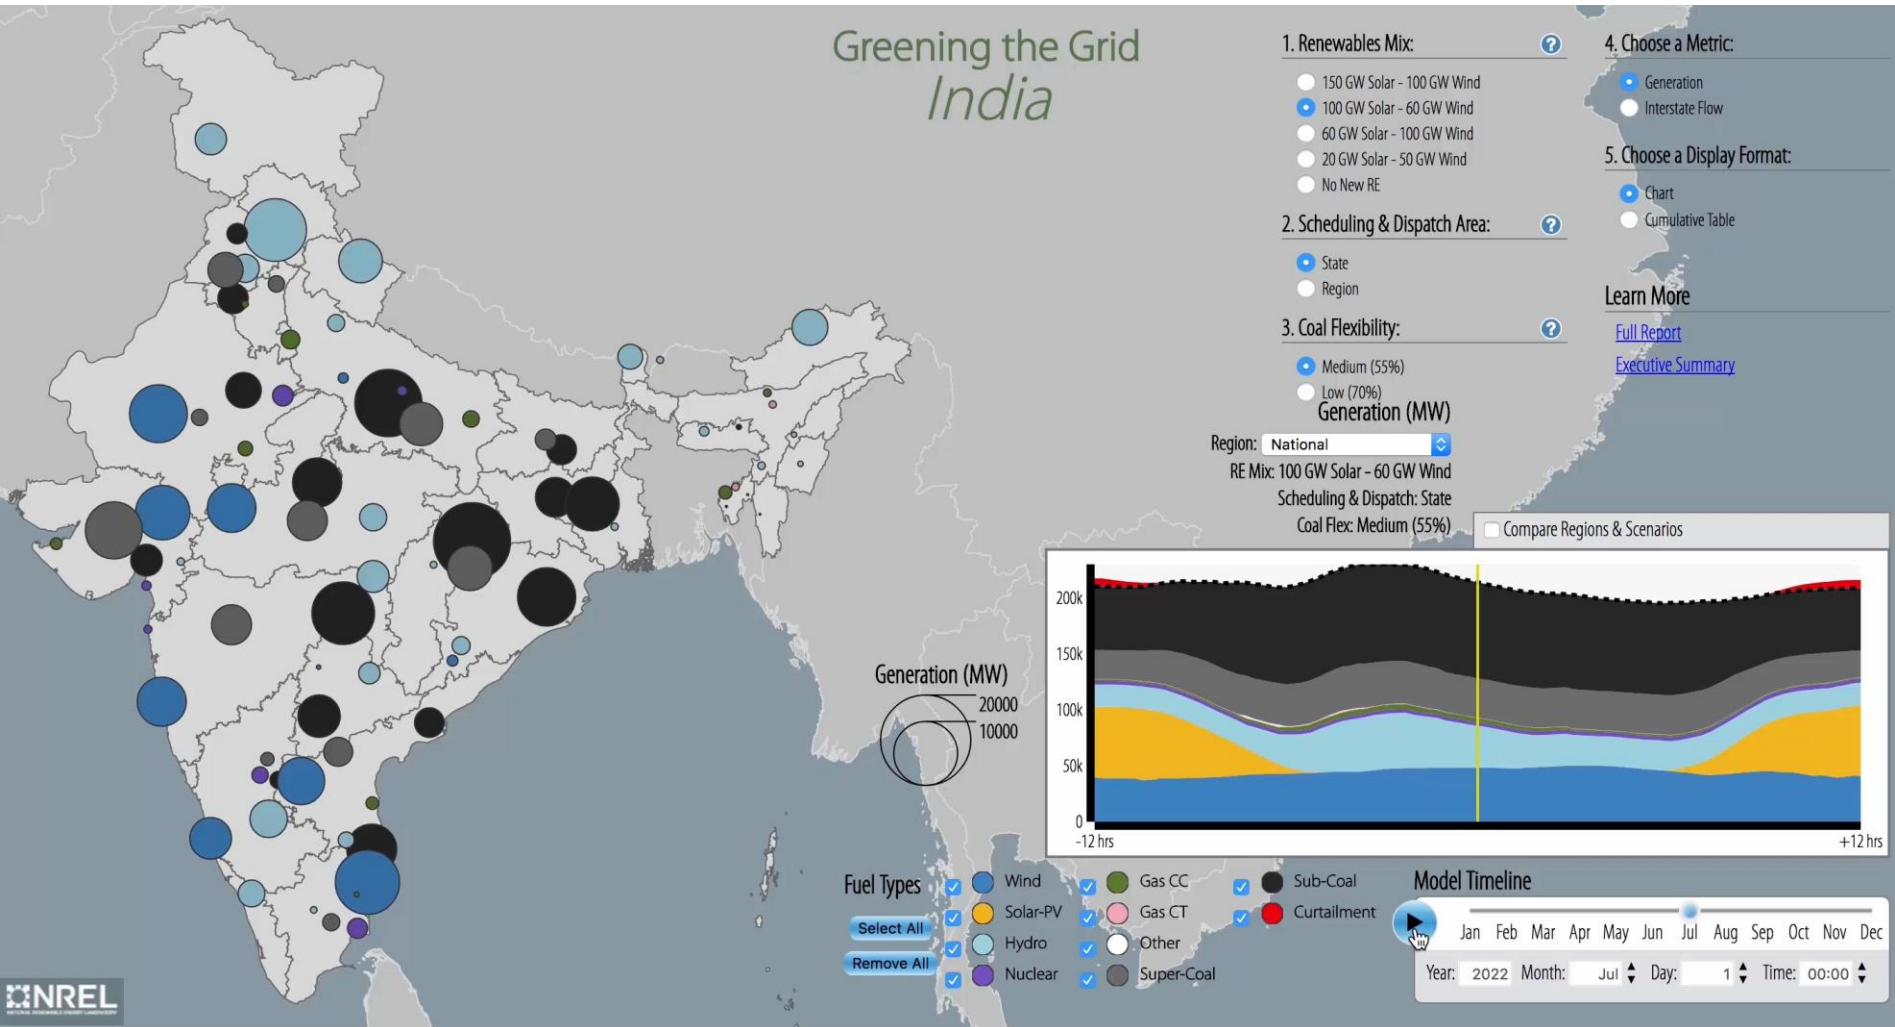 Greening the Grid
India
1. Renewables Mix:
?
150 GW Solar - 100 GW Wind
100 GW Solar - 60 GW Wind
60 GW Solar - 100 GW Wind
20 GW Solar - 50 GW Wind
No New RE
2. Scheduling & Dispatch Area:
?
State
Region
3. Coal Flexibility:
?
Medium (55%)
Low (70%)
4. Choose a Metric:
Generation
Interstate Flow
5. Choose a Display Format:
Chart
Cumulative Table
Learn More
Full Report
Executive Summary
Generation (MW)
Region: National
RE Mix: 100 GW Solar - 60 GW Wind
Scheduling & Dispatch: State
Coal Flex: Medium (55%)
Compare Regions & Scenarios
200k
150k
100k
50k
0
-12 hrs
+12 hrs
Generation (MW)
20000
10000
Fuel Types
Select All
Remove All
Wind
Solar-PV
Hydro
Nuclear
Gas CC
Gas CT
Other
Super-Coal
Sub-Coal
Curtailment
Model Timeline
Jan Feb Mar Apr May Jun Jul Aug Sep Oct Nov Dec
Year: 2022 Month: Jul Day: 1 Time: 00:00
NREL
NATIONAL RENEWABLE ENERGY LABORATORY